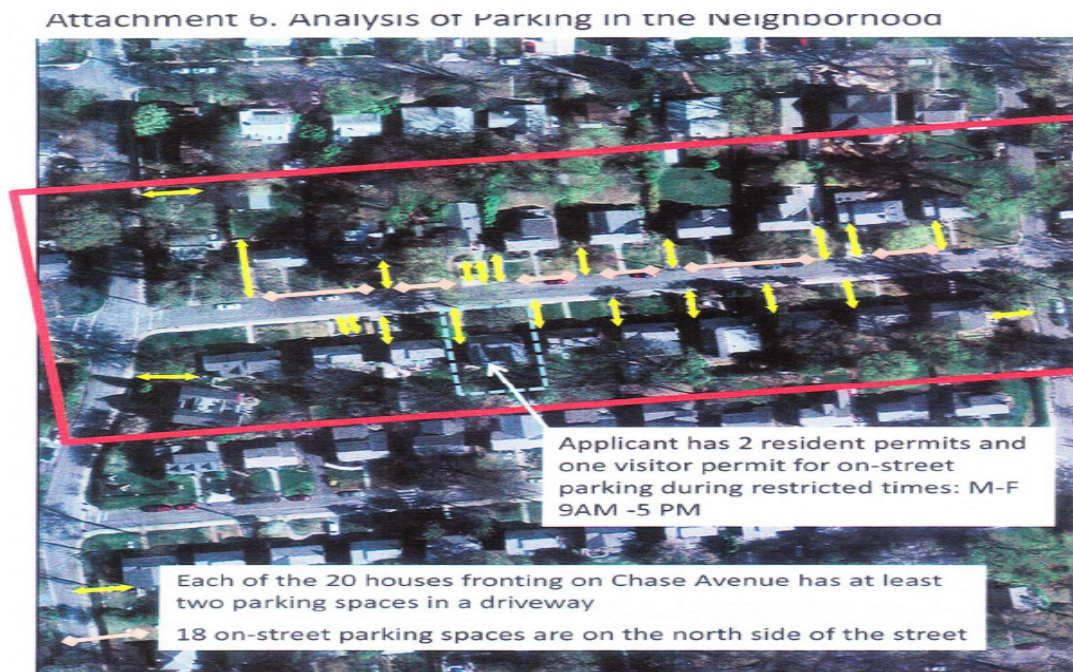 Attachment 6. Analysis of Parking in the Neighborhood
Applicant has 2 resident permits and
one visitor permit for on-street
parking during restricted times: M-F
9AM -5 PM
Each of the 20 houses fronting on Chase Avenue has at least
two parking spaces in a driveway
18 on-street parking spaces are on the north side of the street